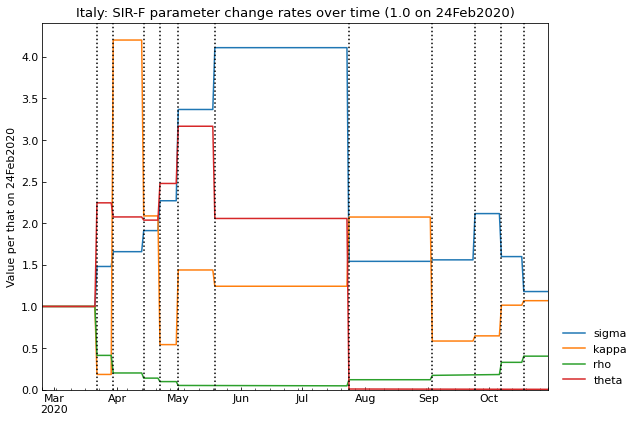 Italy: SIR-F parameter change rates over time (1.0 on 24Feb2020)
Value per that on 24Feb2020
4.0
3.5
3.0
2.5
2.0
1.5
1.0
0.5
0.0
Mar Apr May Jun Jul Aug Sep Oct
2020
sigma
kappa
rho
theta